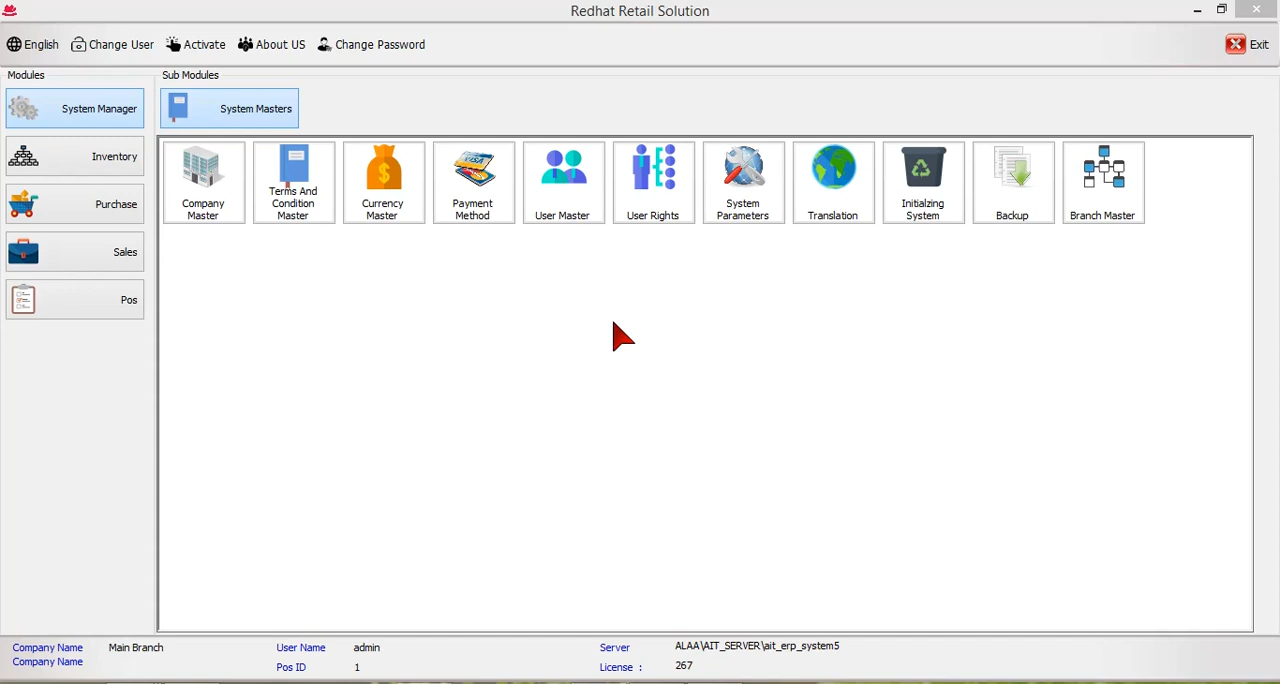 Redhat Retail Solution
English Change User Activate About US Change Password Exit
Modules Sub Modules
System Manager
System Masters
Inventory
Purchase
Sales
Pos
Company
Master
Terms And
Condition
Master
Currency
Master
VISA
Payment
Method
User Master
User Rights
System
Parameters
Translation
Initialzing
System
Backup
Branch Master
Company Name Main Branch User Name admin Server ALAA\AIT_SERVER\ait_erp_system5
Company Name Pos ID 1 License : 267